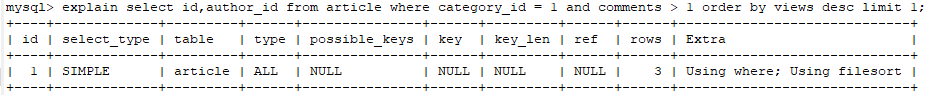 mysql> explain select id,author_id from article where category_id = 1 and comments > 1 order by views desc limit 1;
+----+-------------+---------+------+---------------+------+---------+------+------+-----------------------------+
| id | select_type | table   | type | possible_keys | key  | key_len | ref  | rows | Extra                       |
+----+-------------+---------+------+---------------+------+---------+------+------+-----------------------------+
|  1 | SIMPLE      | article | ALL  | NULL          | NULL | NULL    | NULL |    3 | Using where; Using filesort |
+----+-------------+---------+------+---------------+------+---------+------+------+-----------------------------+